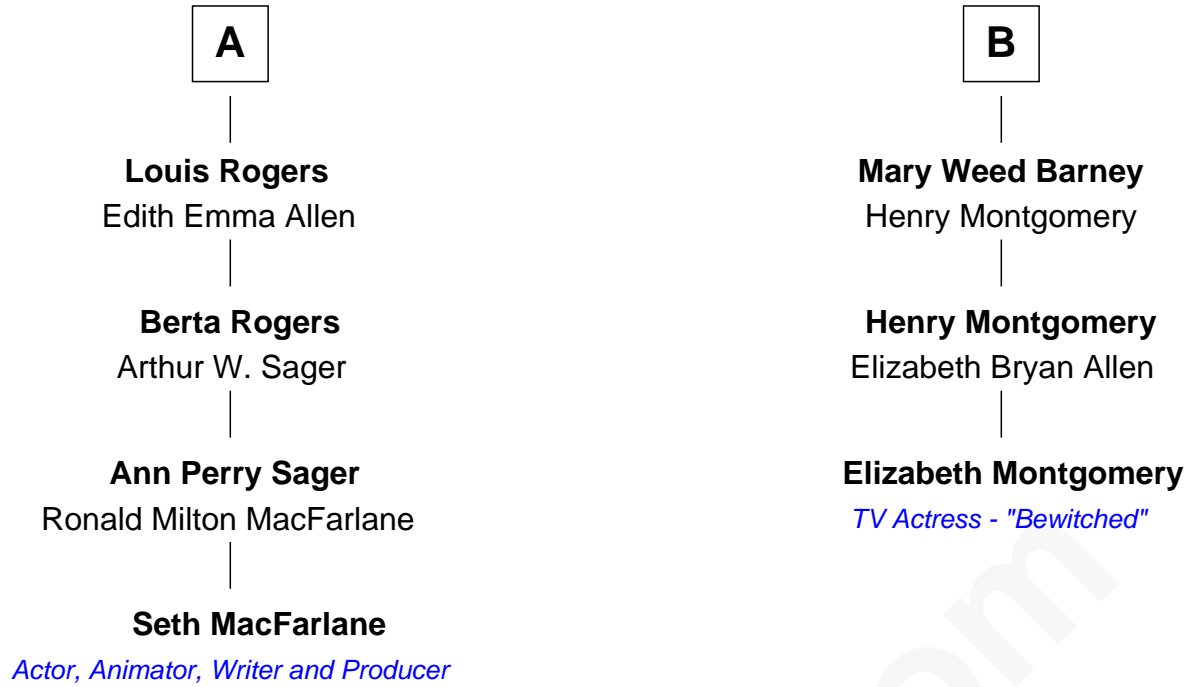 A
Louis Rogers
Edith Emma Allen
Berta Rogers
Arthur W. Sager
Ann Perry Sager
Ronald Milton MacFarlane
Seth MacFarlane
Actor, Animator, Writer and Producer
B
Mary Weed Barney
Henry Montgomery
Henry Montgomery
Elizabeth Bryan Allen
Elizabeth Montgomery
TV Actress - "Bewitched"
om